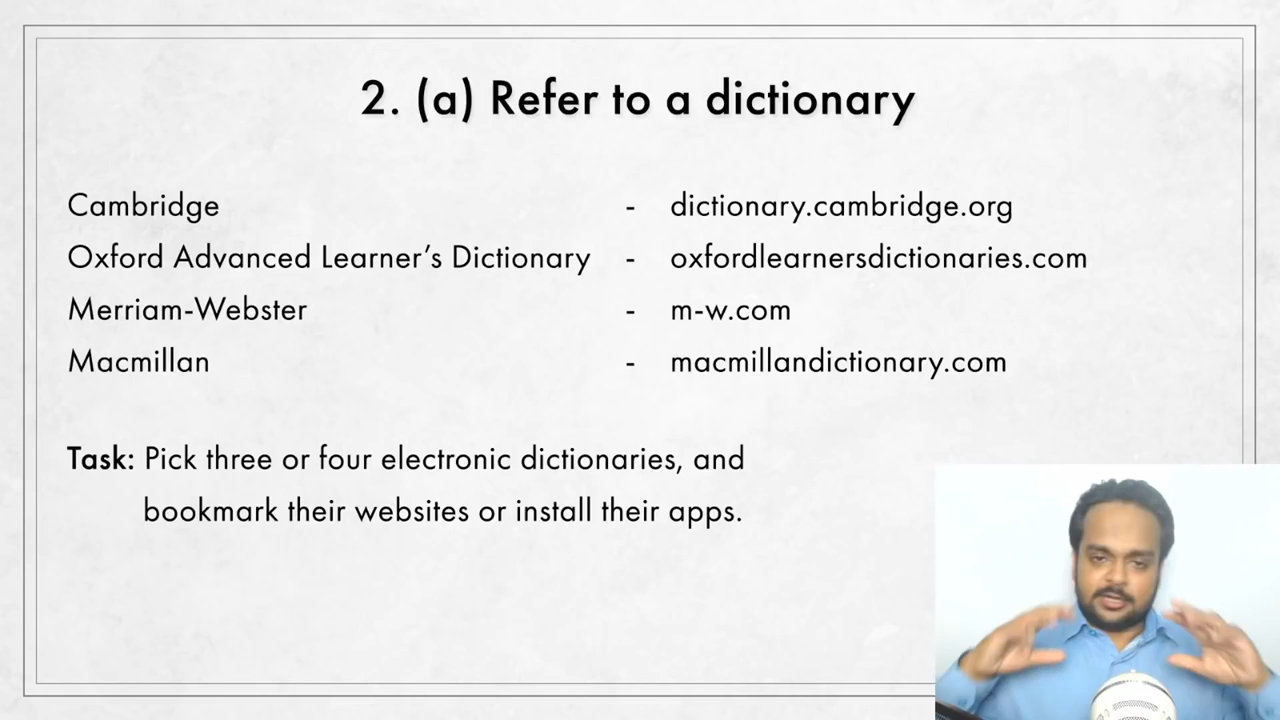 2. (a) Refer to a dictionary
Cambridge - dictionary.cambridge.org
Oxford Advanced Learner’s Dictionary - oxfordlearnersdictionaries.com
Merriam-Webster - m-w.com
Macmillan - macmillandictionary.com
Task: Pick three or four electronic dictionaries, and
bookmark their websites or install their apps.